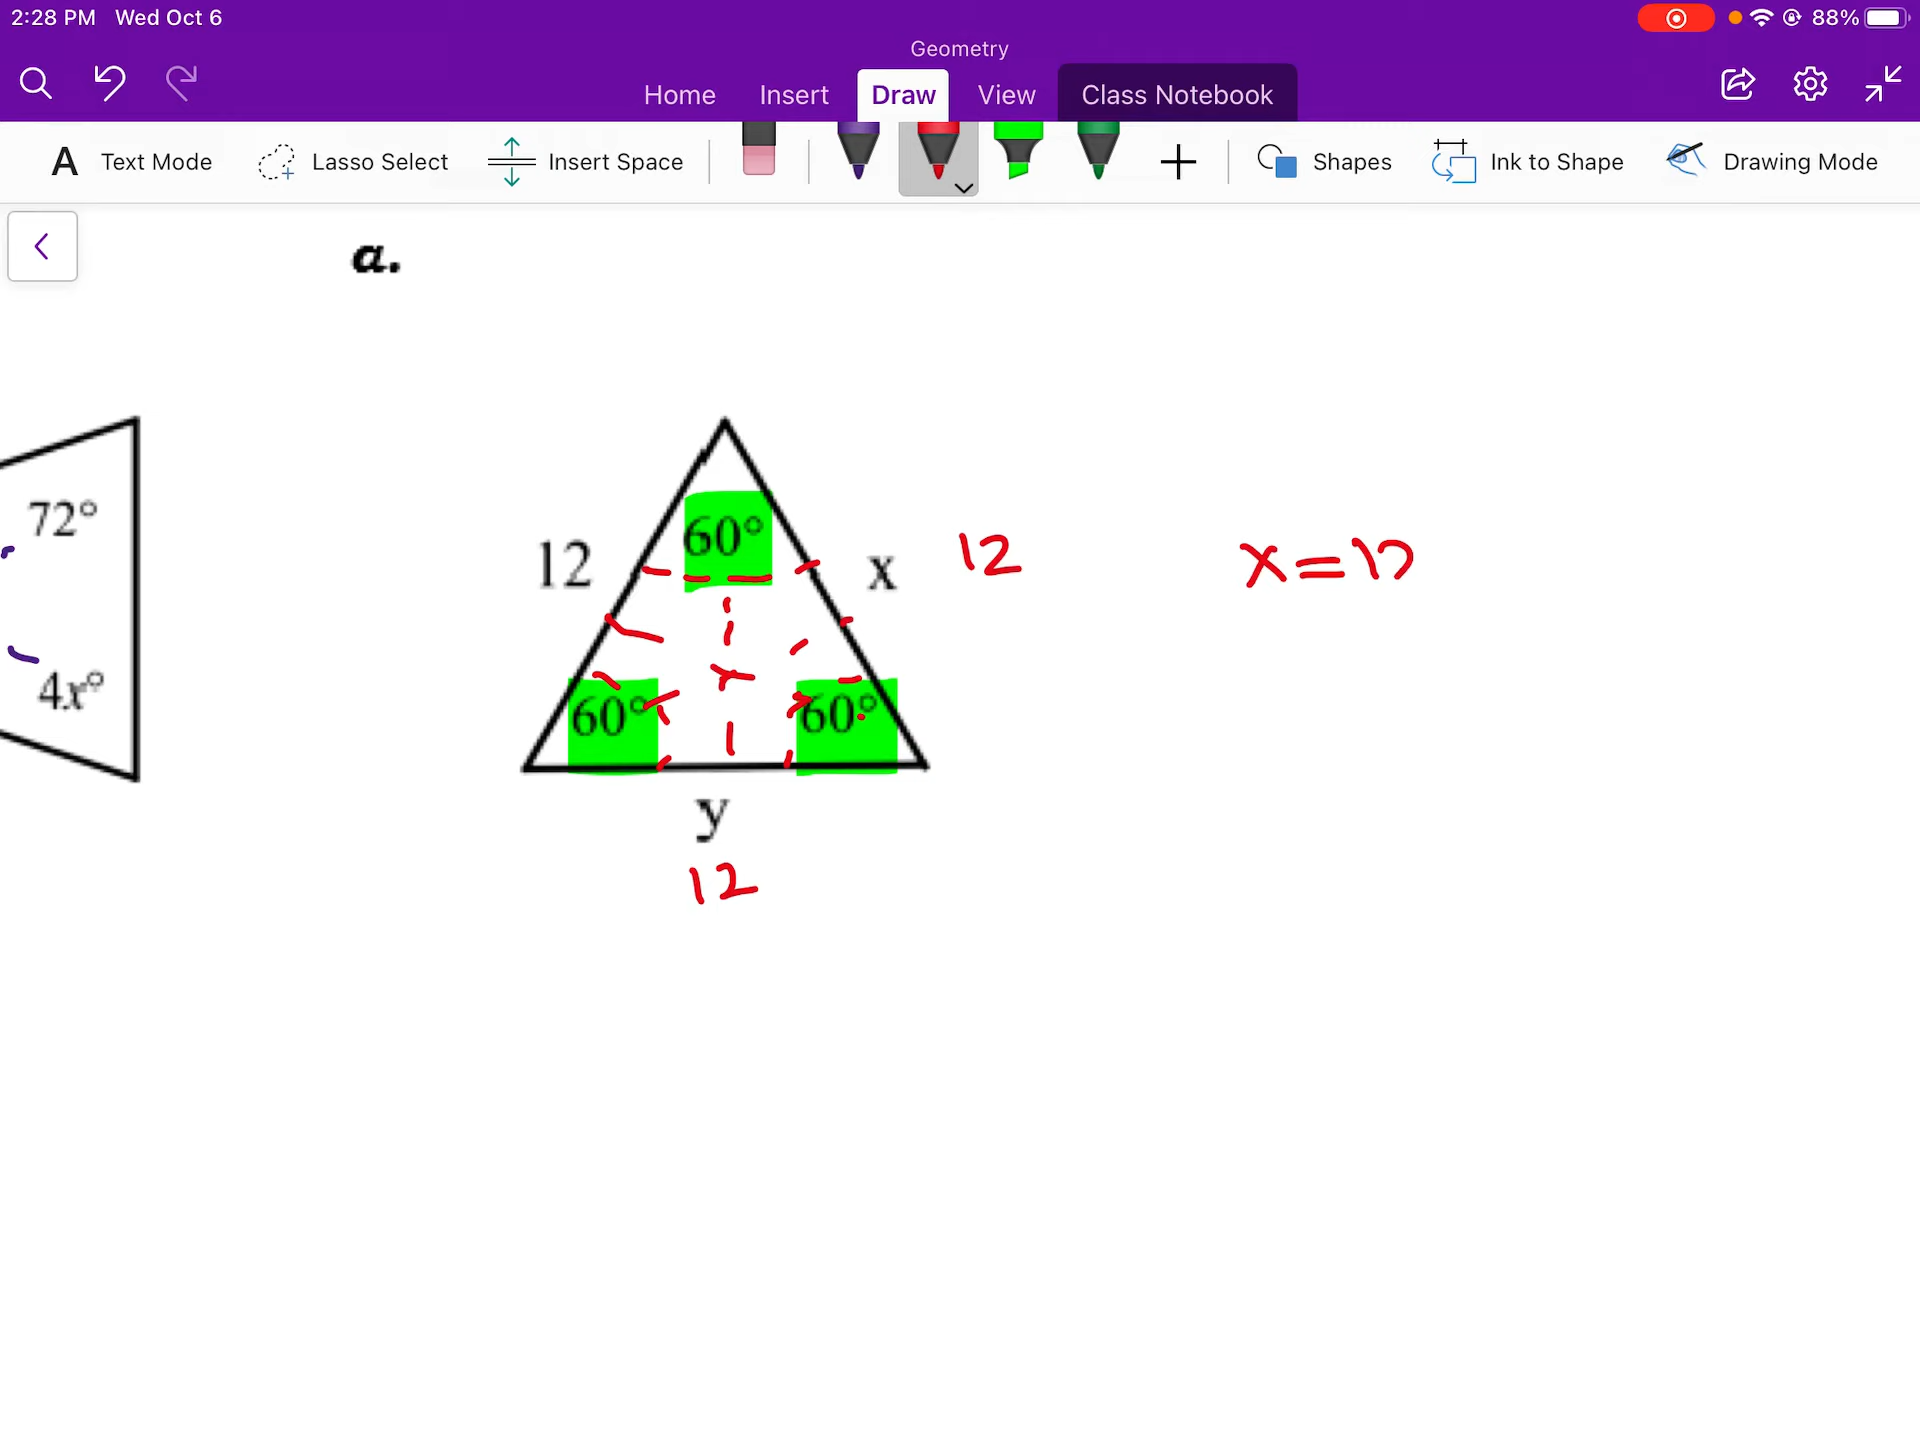 2:28 PM Wed Oct 6 88%
Geometry
Home Insert Draw View Class Notebook
A Text Mode Lasso Select Insert Space Shapes Ink to Shape Drawing Mode
a.
72°
4x°
60°
12 x 12
60° 60°
y
12
x=